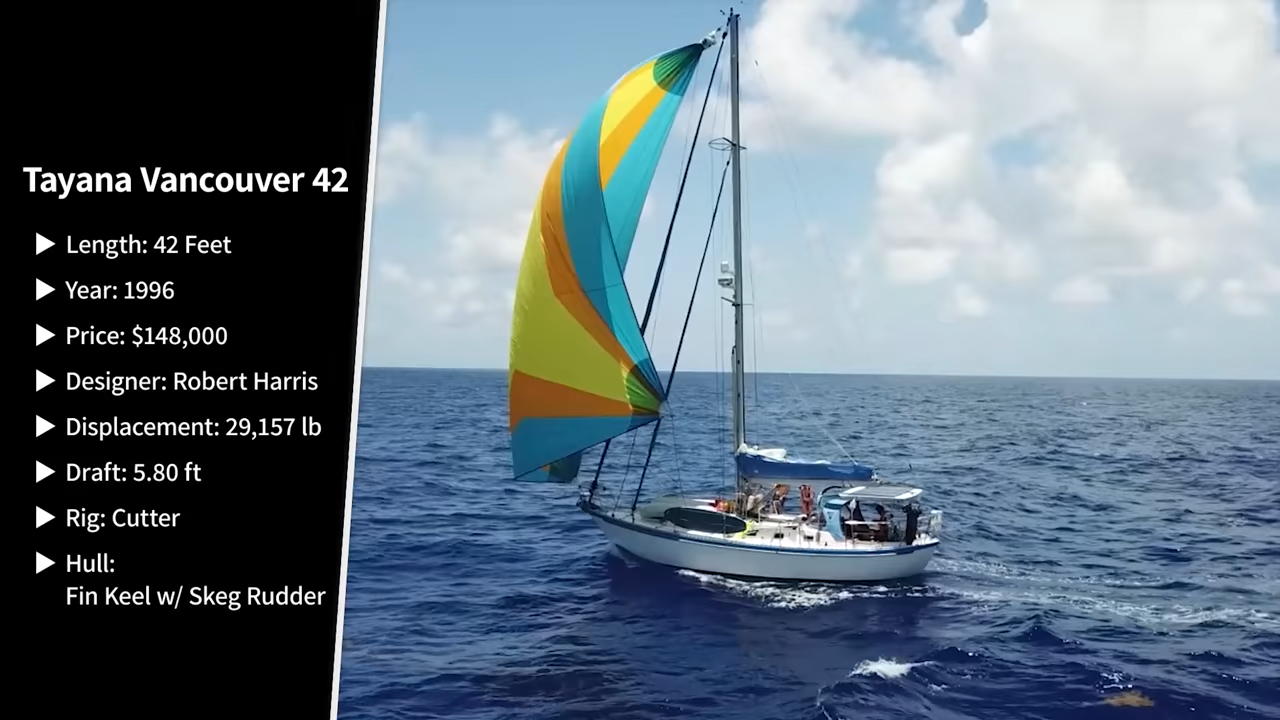 Tayana Vancouver 42
▶ Length: 42 Feet
▶ Year: 1996
▶ Price: $148,000
▶ Designer: Robert Harris
▶ Displacement: 29,157 lb
▶ Draft: 5.80 ft
▶ Rig: Cutter
▶ Hull:
Fin Keel w/ Skeg Rudder